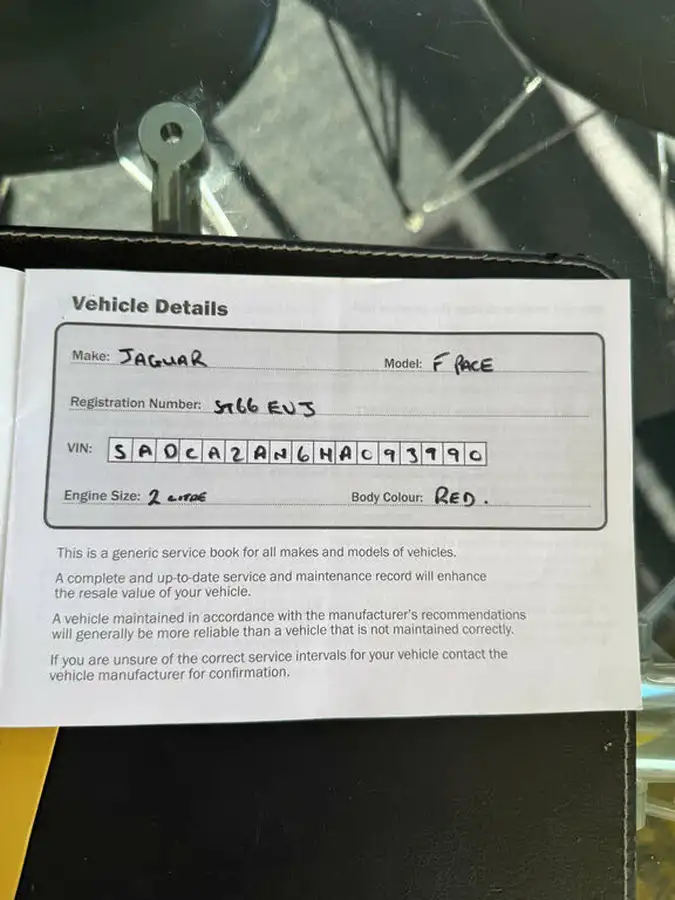 Vehicle Details
Make: JAGUAR Model: F PACE
Registration Number: ST66 EUJ
VIN: SADCA2AN6HA093990
Engine Size: 2 LITRE Body Colour: RED.
This is a generic service book for all makes and models of vehicles.
A complete and up-to-date service and maintenance record will enhance
the resale value of your vehicle.
A vehicle maintained in accordance with the manufacturer's recommendations
will generally be more reliable than a vehicle that is not maintained correctly.
If you are unsure of the correct service intervals for your vehicle contact the
vehicle manufacturer for confirmation.